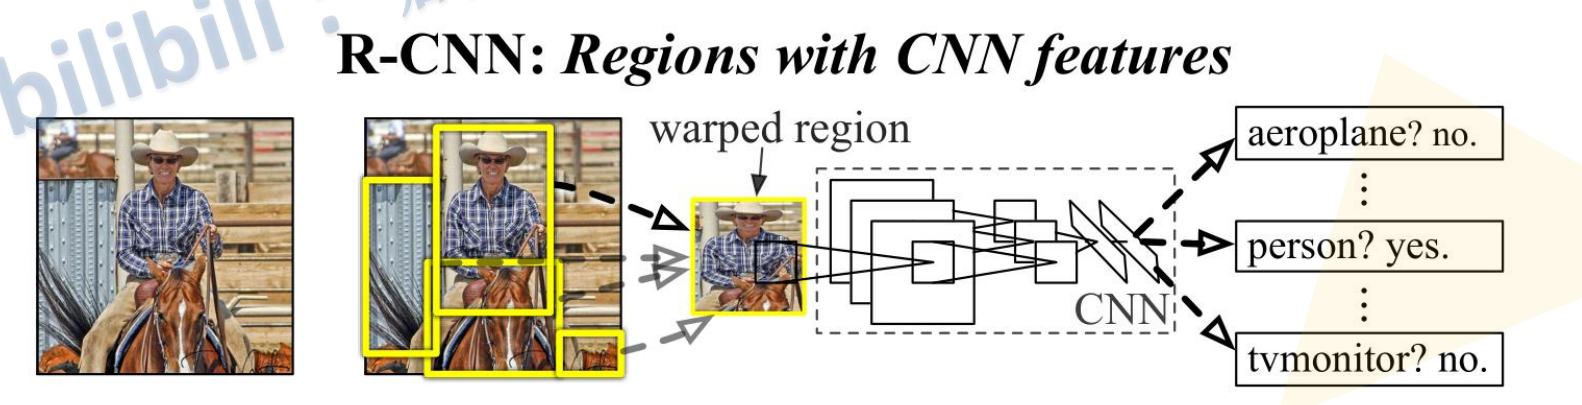 bilibili：
R-CNN: Regions with CNN features
warped region
CNN
aeroplane? no.
person? yes.
tvmonitor? no.